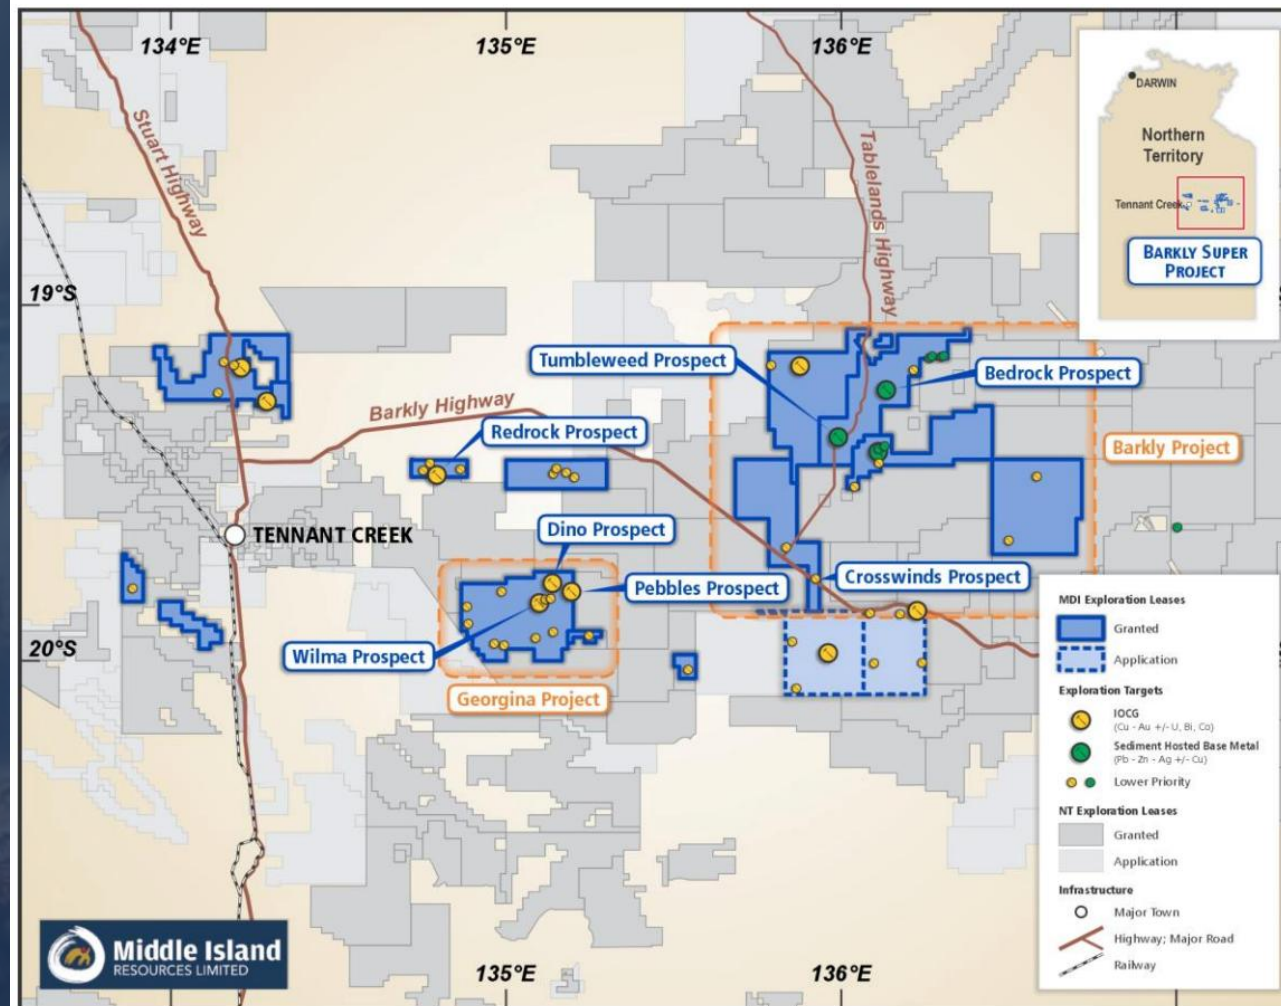 134°E
135°E
136°E
DARWIN
Northern
Territory
Tennant Creek
BARKLY SUPER
PROJECT
Stuart Highway
Tablelands Highway
19°S
Tumbleweed Prospect
Bedrock Prospect
Barkly Highway
Redrock Prospect
Barkly Project
TENNANT CREEK
Dino Prospect
Pebbles Prospect
Crosswinds Prospect
Wilma Prospect
20°S
Georgina Project
MDI Exploration Leases
Granted
Application
Exploration Targets
IOCG
(Cu - Au +/- U, Bi, Co)
Sediment Hosted Base Metal
(Pb - Zn - Ag +/- Cu)
Lower Priority
NT Exploration Leases
Granted
Application
Infrastructure
Major Town
Highway; Major Road
Railway
Middle Island
RESOURCES LIMITED
135°E
136°E